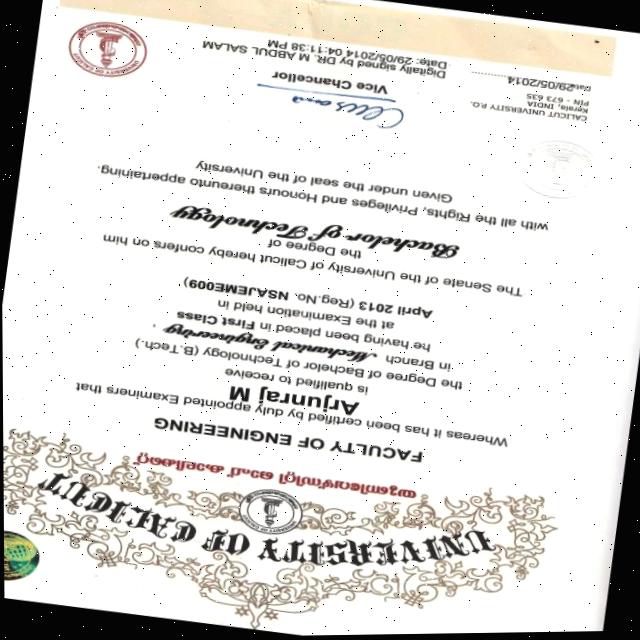 UNIVERSITY OF CALICUT
FACULTY OF ENGINEERING
Whereas it has been certified by duly appointed Examiners that
Arjunraj M
is qualified to receive
the Degree of Bachelor of Technology (B.Tech.)
in Branch Mechanical Engineering ,
he having been placed in First Class
at the Examination held in
April 2013 (Reg.No. NSAJEME009).
The Senate of the University of Calicut hereby confers on him
the Degree of
Bachelor of Technology
with all the Rights, Privileges and Honours thereunto appertaining.
Given under the seal of the University
CALICUT UNIVERSITY P.O.
Kerala, INDIA
PIN - 673 635
Date29/05/2014
Vice Chancellor
Digitally signed by DR. M ABDUL SALAM
Date: 29/05/2014 04:11:38 PM